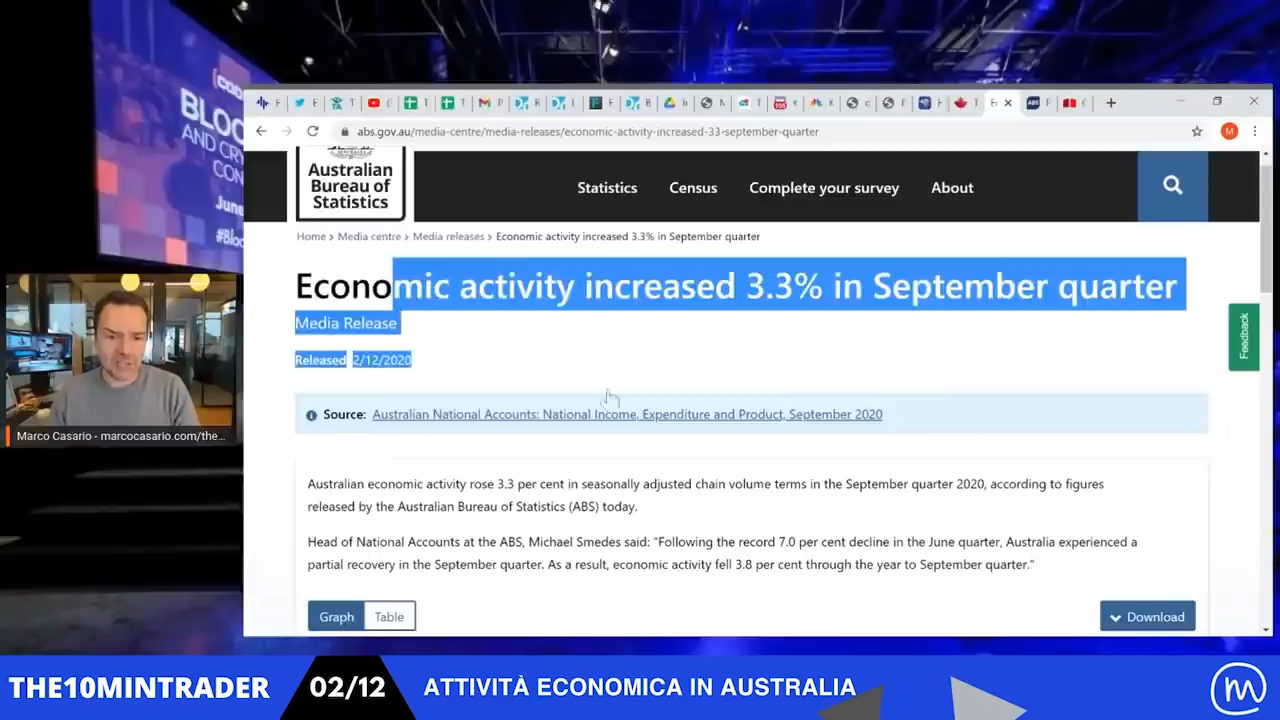 BLOC
AND CRY
CON
June
#Bloc
abs.gov.au/media-centre/media-releases/economic-activity-increased-33-september-quarter
M
Australian
Bureau of
Statistics
Statistics
Census
Complete your survey
About
Home > Media centre > Media releases > Economic activity increased 3.3% in September quarter
Economic activity increased 3.3% in September quarter
Media Release
Released 2/12/2020
Feedback
Source: Australian National Accounts: National Income, Expenditure and Product, September 2020
Marco Casario - marcocasario.com/the...
Australian economic activity rose 3.3 per cent in seasonally adjusted chain volume terms in the September quarter 2020, according to figures
released by the Australian Bureau of Statistics (ABS) today.
Head of National Accounts at the ABS, Michael Smedes said: "Following the record 7.0 per cent decline in the June quarter, Australia experienced a
partial recovery in the September quarter. As a result, economic activity fell 3.8 per cent through the year to September quarter."
Graph
Table
Download
THE10MINTRADER
02/12
ATTIVITÀ ECONOMICA IN AUSTRALIA
m